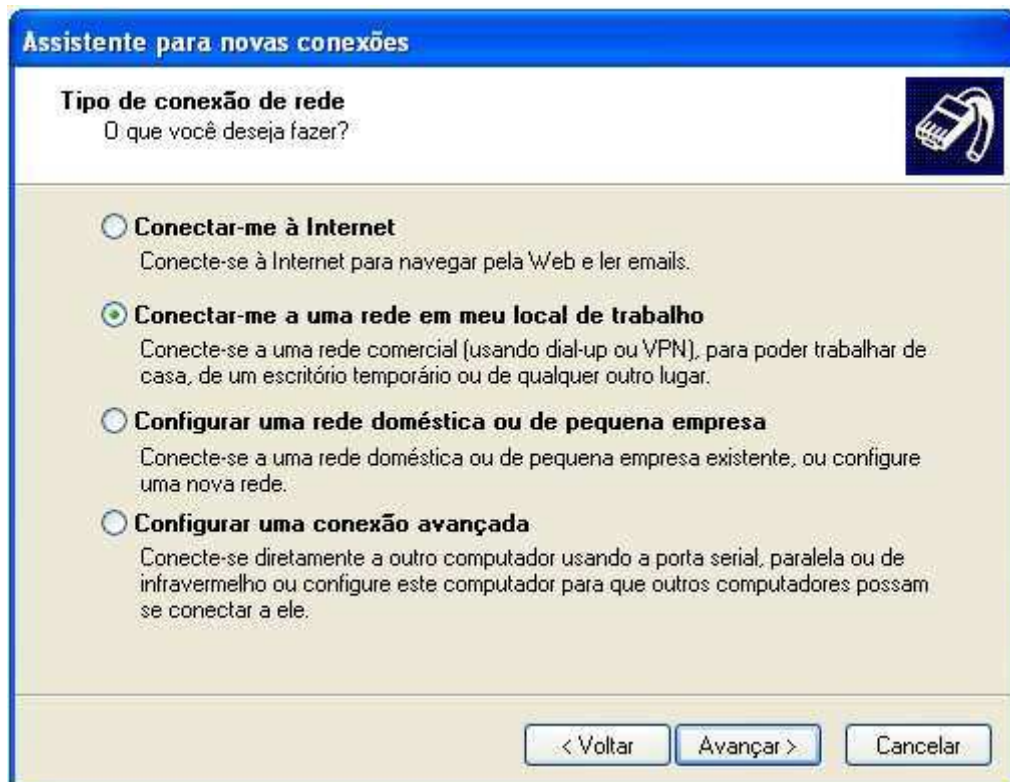 Assistente para novas conexões
Tipo de conexão de rede
O que você deseja fazer?
Conectar-me à Internet
Conecte-se à Internet para navegar pela Web e ler emails.
Conectar-me a uma rede em meu local de trabalho
Conecte-se a uma rede comercial (usando dial-up ou VPN), para poder trabalhar de
casa, de um escritório temporário ou de qualquer outro lugar.
Configurar uma rede doméstica ou de pequena empresa
Conecte-se a uma rede doméstica ou de pequena empresa existente, ou configure
uma nova rede.
Configurar uma conexão avançada
Conecte-se diretamente a outro computador usando a porta serial, paralela ou de
infravermelho ou configure este computador para que outros computadores possam
se conectar a ele.
< Voltar Avançar > Cancelar